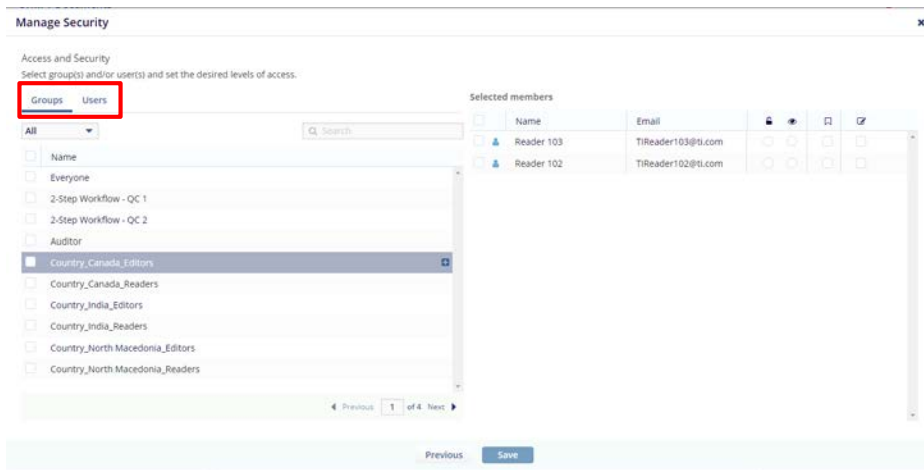 Manage Security
Access and Security
Select group(s) and/or user(s) and set the desired levels of access.
Groups Users
All
Search
Name
Everyone
2-Step Workflow - QC 1
2-Step Workflow - QC 2
Auditor
Country_Canada_Editors
Country_Canada_Readers
Country_India_Editors
Country_India_Readers
Country_North Macedonia_Editors
Country_North Macedonia_Readers
Previous 1 of 4 Next
Selected members
Name Email
Reader 103 TIReader103@ti.com
Reader 102 TIReader102@ti.com
Previous Save